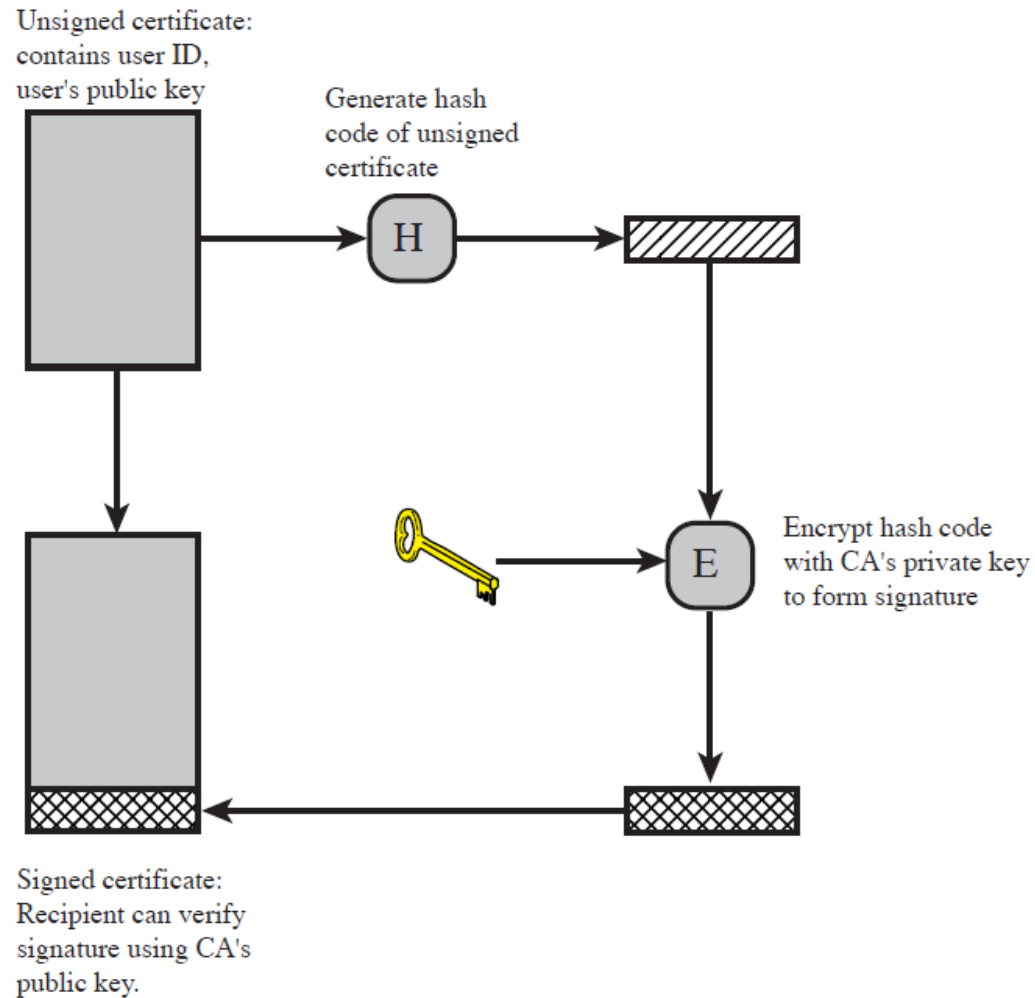 Unsigned certificate:
contains user ID,
user's public key
Generate hash
code of unsigned
certificate
H
E
Encrypt hash code
with CA's private key
to form signature
Signed certificate:
Recipient can verify
signature using CA's
public key.